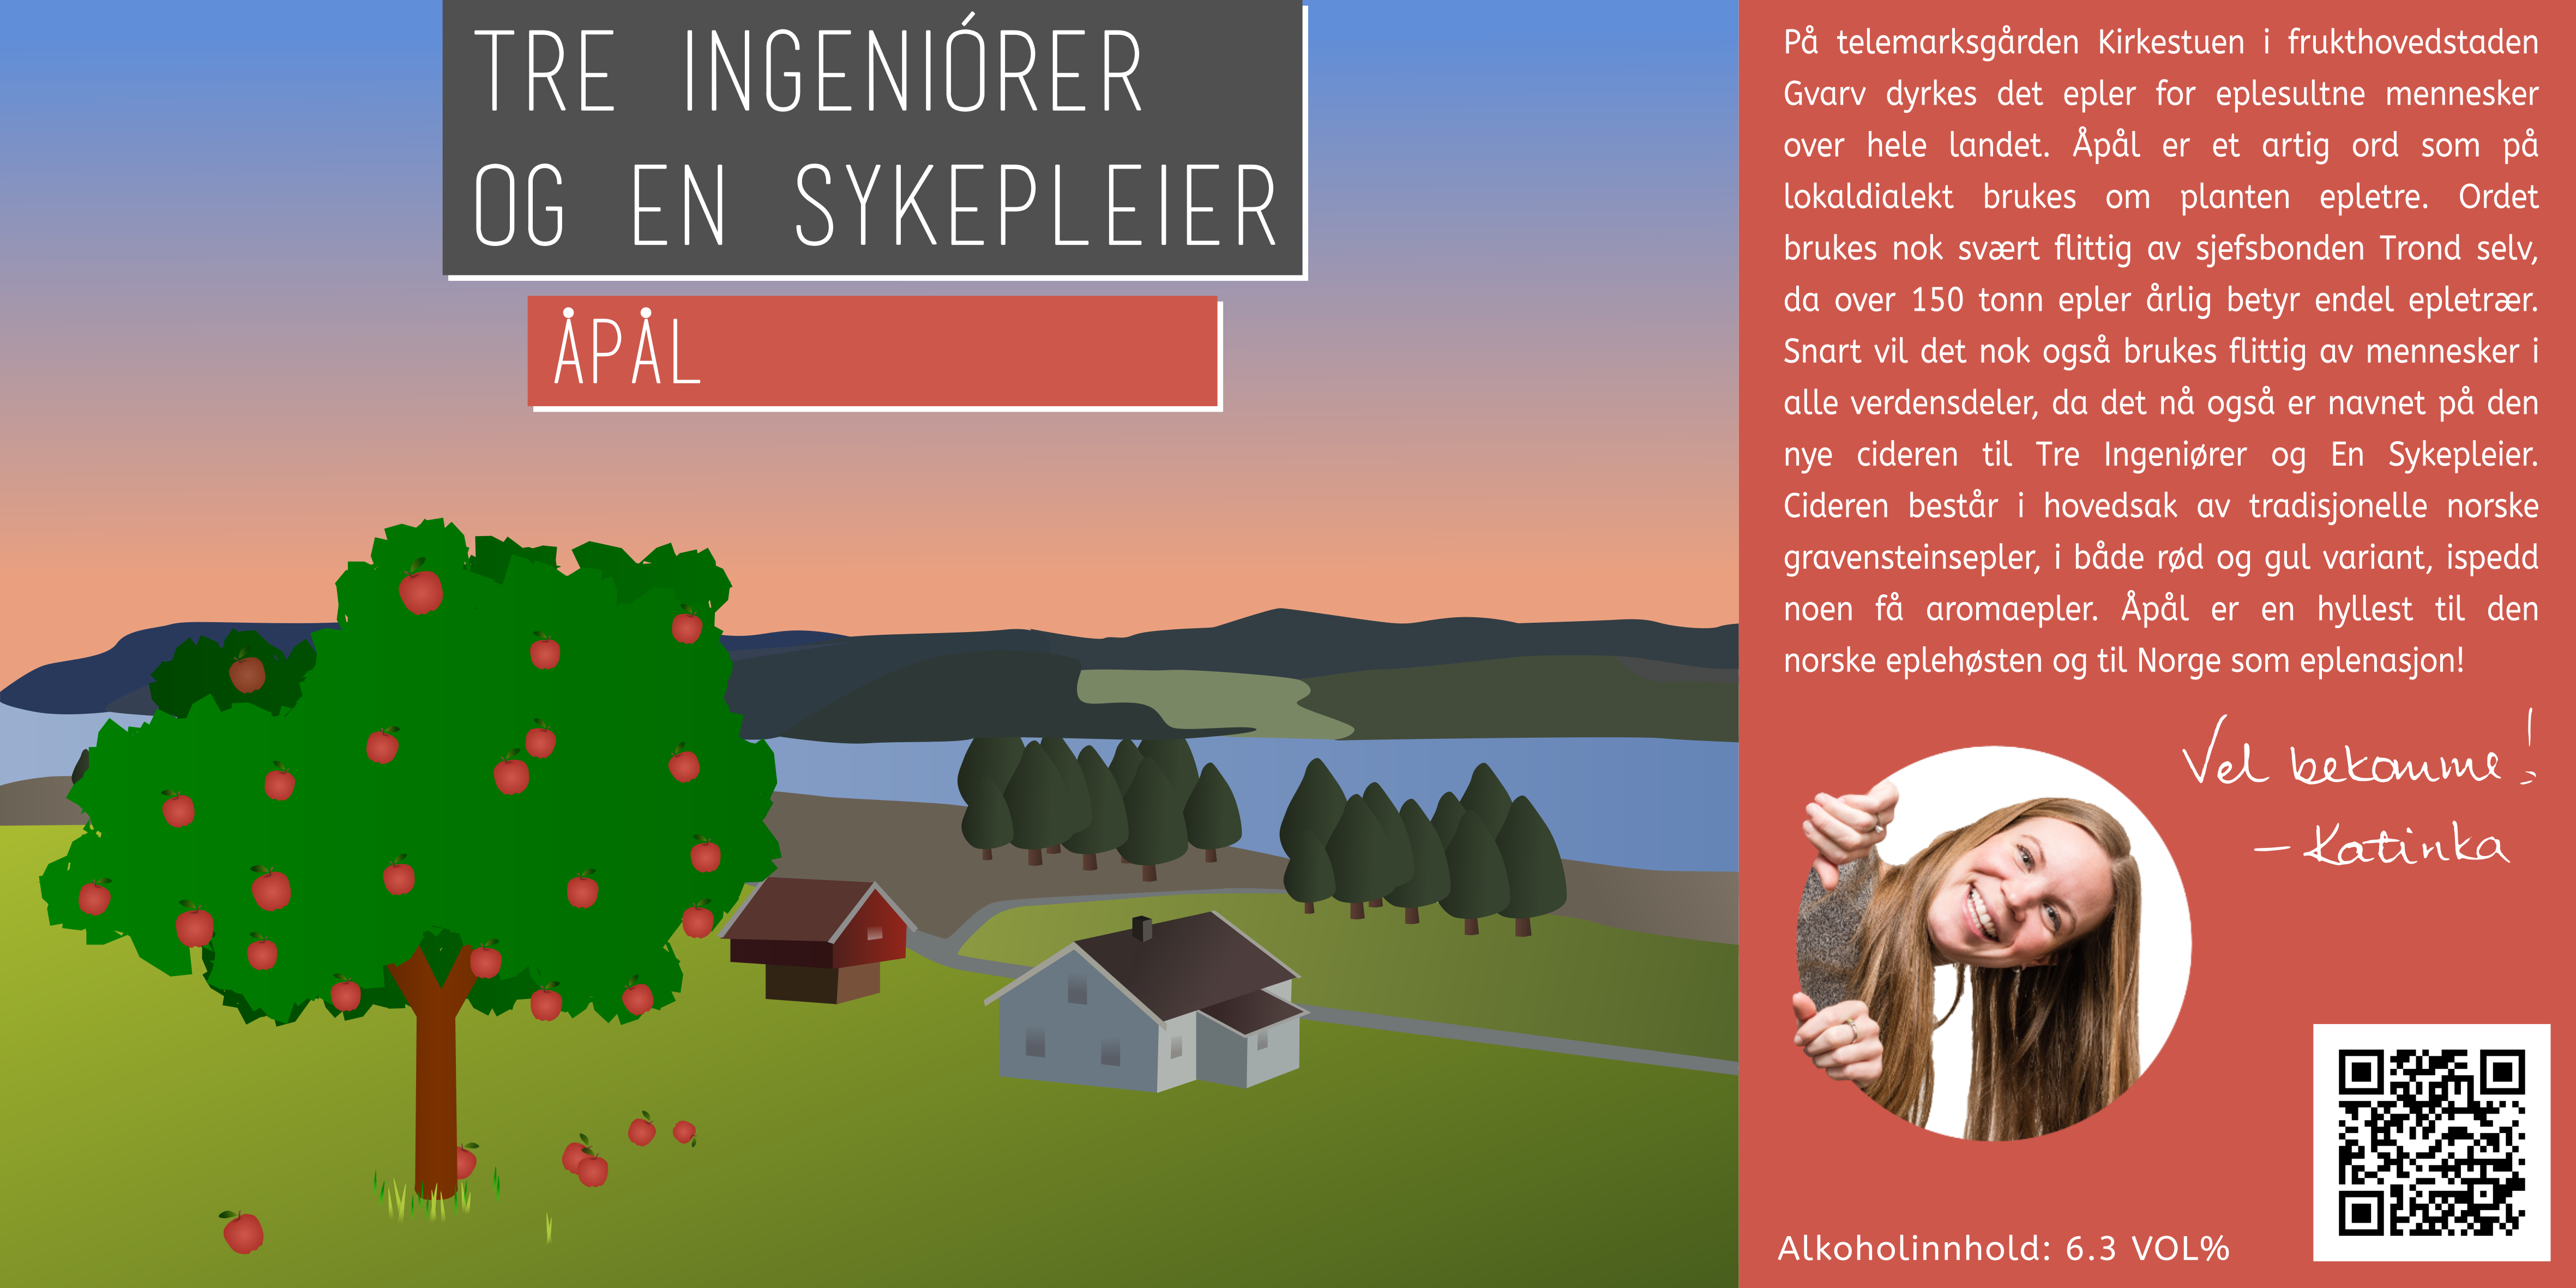 TRE INGENIÓRER
OG EN SYKEPLEIER
ÅPÅL
På telemarksgården Kirkestuen i frukthovedstaden
Gvarv dyrkes det epler for eplesultne mennesker
over hele landet. Åpål er et artig ord som på
lokaldialekt brukes om planten epletre. Ordet
brukes nok svært flittig av sjefsbonden Trond selv,
da over 150 tonn epler årlig betyr endel epletrær.
Snart vil det nok også brukes flittig av mennesker i
alle verdensdeler, da det nå også er navnet på den
nye cideren til Tre Ingeniører og En Sykepleier.
Cideren består i hovedsak av tradisjonelle norske
gravensteinsepler, i både rød og gul variant, ispedd
noen få aromaepler. Åpål er en hyllest til den
norske eplehøsten og til Norge som eplenasjon!
Vel bekomme!
– Katinka
Alkoholinnhold: 6.3 VOL%